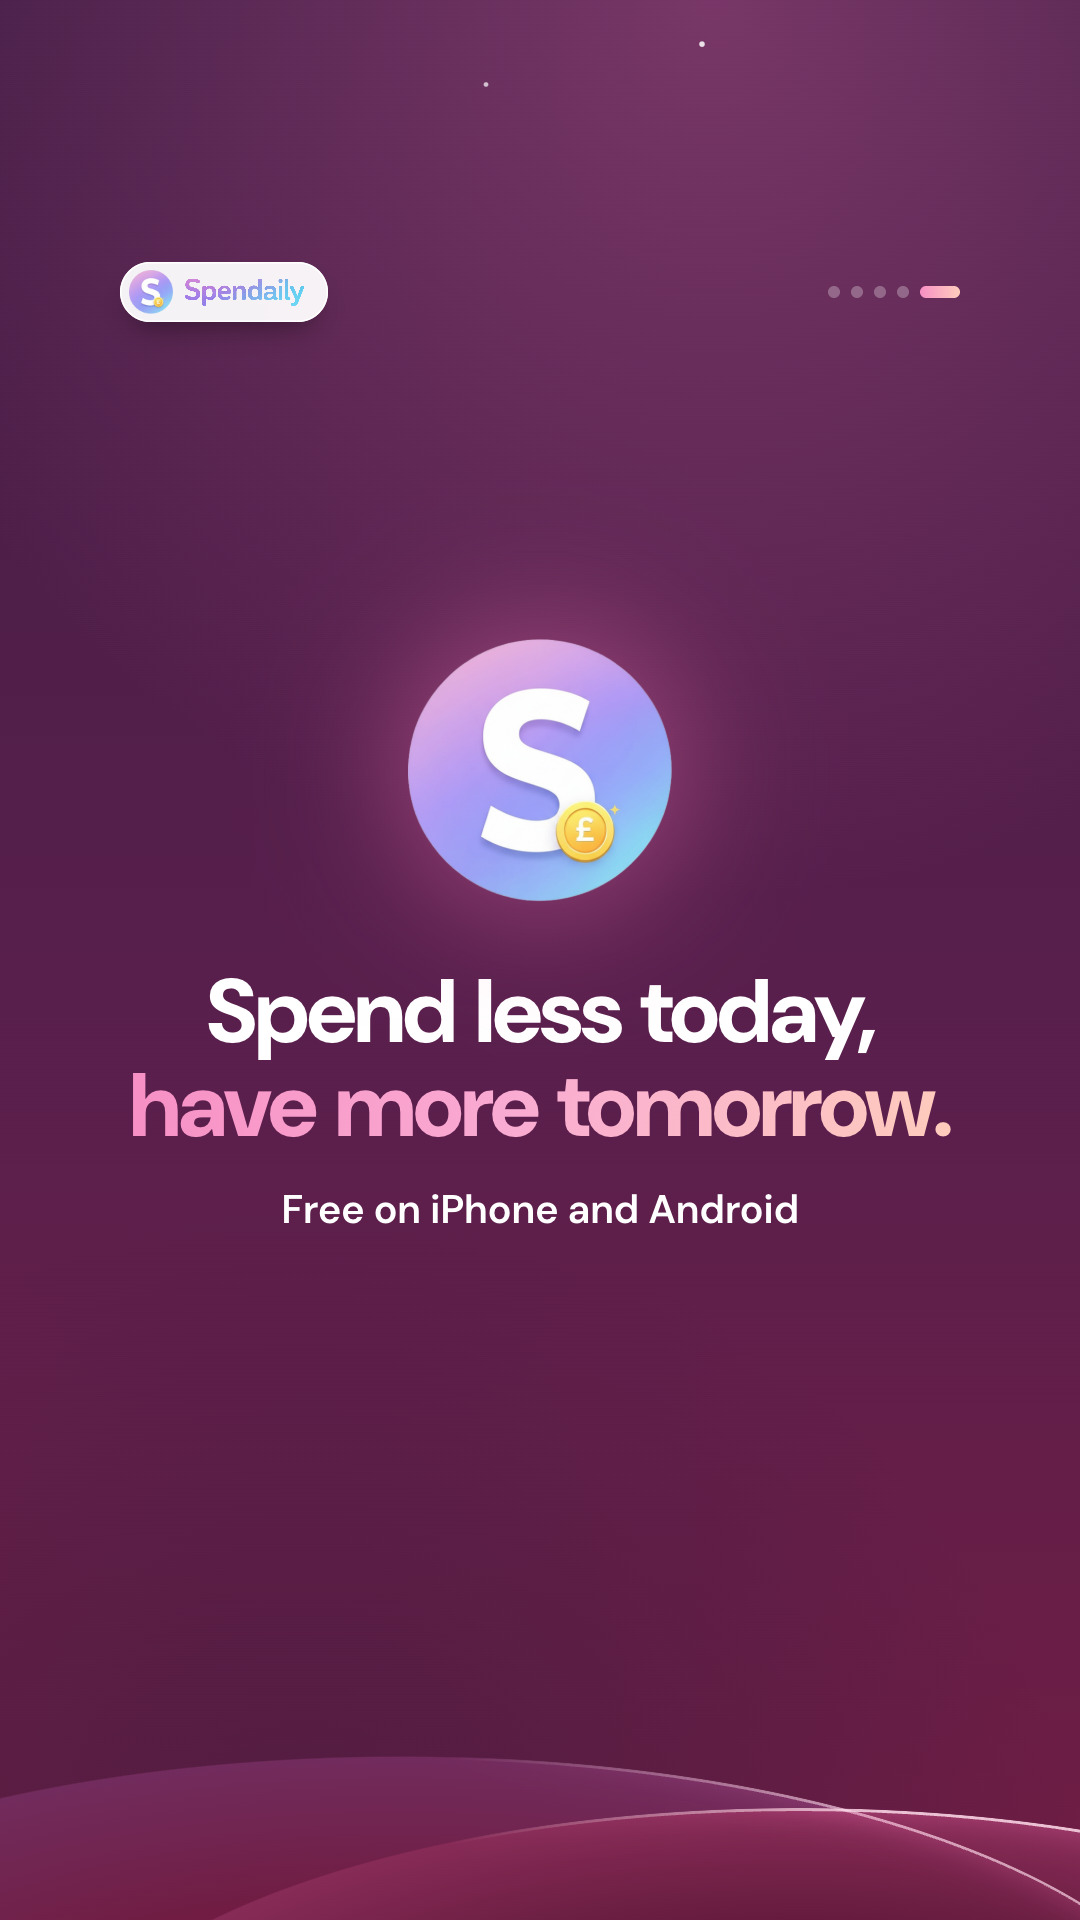 S Spendaily
S
£
Spend less today,
have more tomorrow.
Free on iPhone and Android